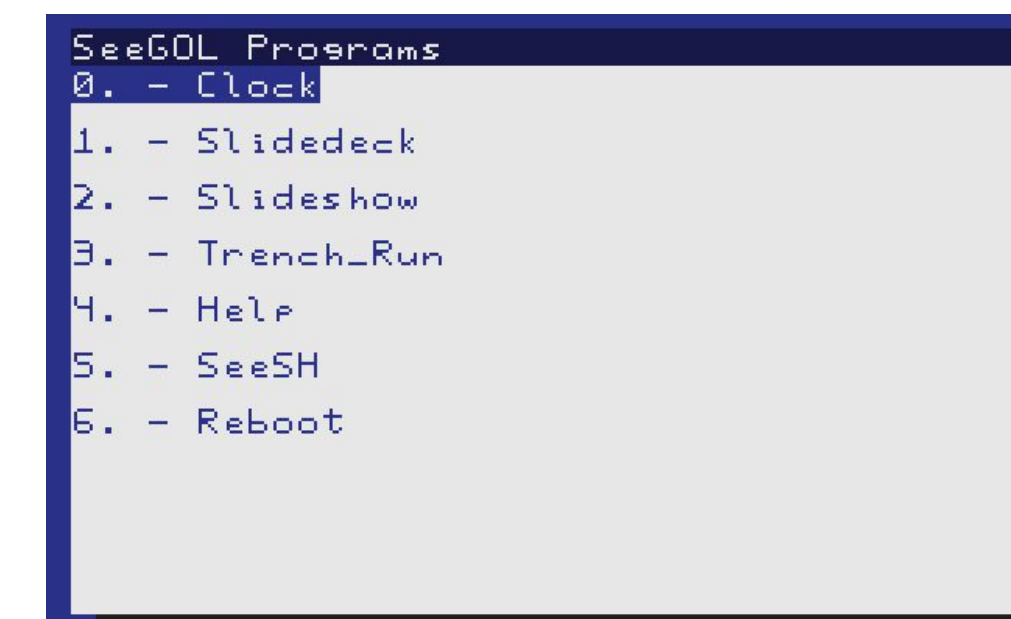 SeeGOL Programs
0. - Clock
1. - Slidedeck
2. - Slideshow
3. - Trench_Run
4. - Help
5. - SeeSH
6. - Reboot